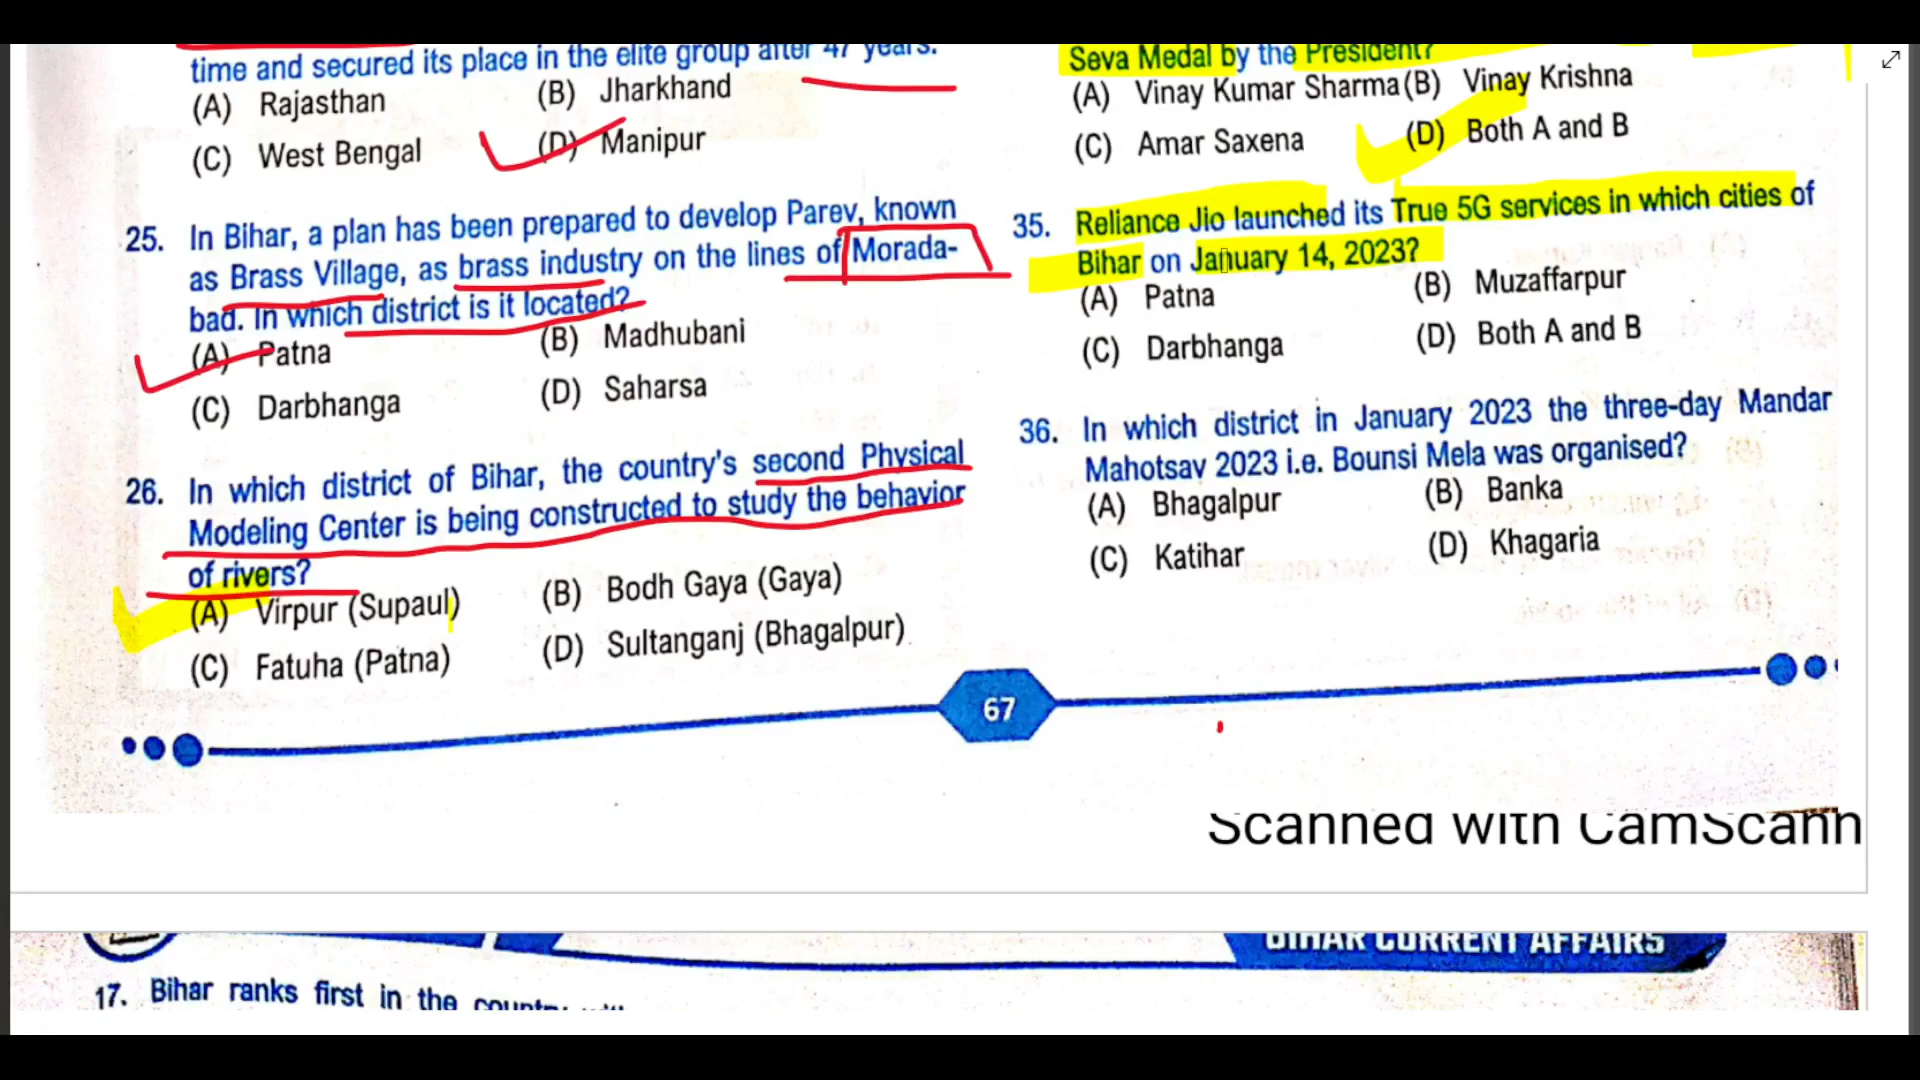 time and secured its place in the elite group after 47 years.
(A) Rajasthan (B) Jharkhand
(C) West Bengal (D) Manipur
25. In Bihar, a plan has been prepared to develop Parev, known
as Brass Village, as brass industry on the lines of Morada-
bad. In which district is it located?
(A) Patna (B) Madhubani
(C) Darbhanga (D) Saharsa
26. In which district of Bihar, the country's second Physical
Modeling Center is being constructed to study the behavior
of rivers?
(A) Virpur (Supaul) (B) Bodh Gaya (Gaya)
(C) Fatuha (Patna) (D) Sultanganj (Bhagalpur)
Seva Medal by the President?
(A) Vinay Kumar Sharma (B) Vinay Krishna
(C) Amar Saxena (D) Both A and B
35. Reliance Jio launched its True 5G services in which cities of
Bihar on January 14, 2023?
(A) Patna (B) Muzaffarpur
(C) Darbhanga (D) Both A and B
36. In which district in January 2023 the three-day Mandar
Mahotsav 2023 i.e. Bounsi Mela was organised?
(A) Bhagalpur (B) Banka
(C) Katihar (D) Khagaria
67
Scanned with CamScann
BIHAR CURRENT AFFAIRS
17. Bihar ranks first in the country